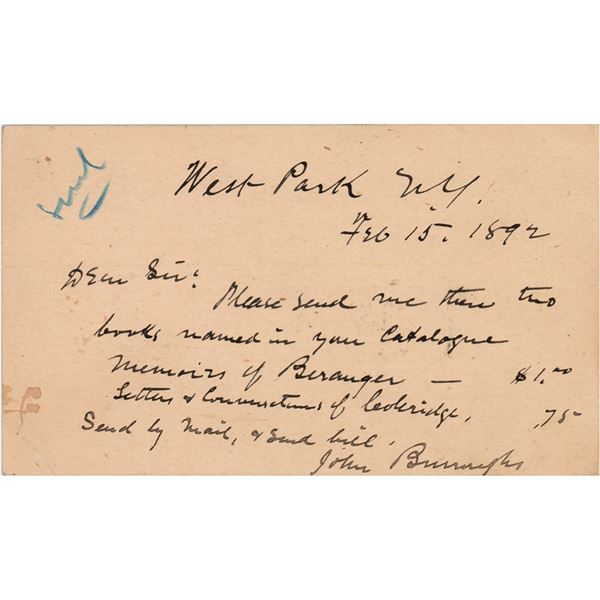 West Park N.Y.
Feb 15. 1892
Dear Sir:
Please send me these two
books named in your Catalogue
Memoirs of Beranger — $1.00
Letters & Conversations of Coleridge, .75
Send by Mail, & send bill.
John Burroughs